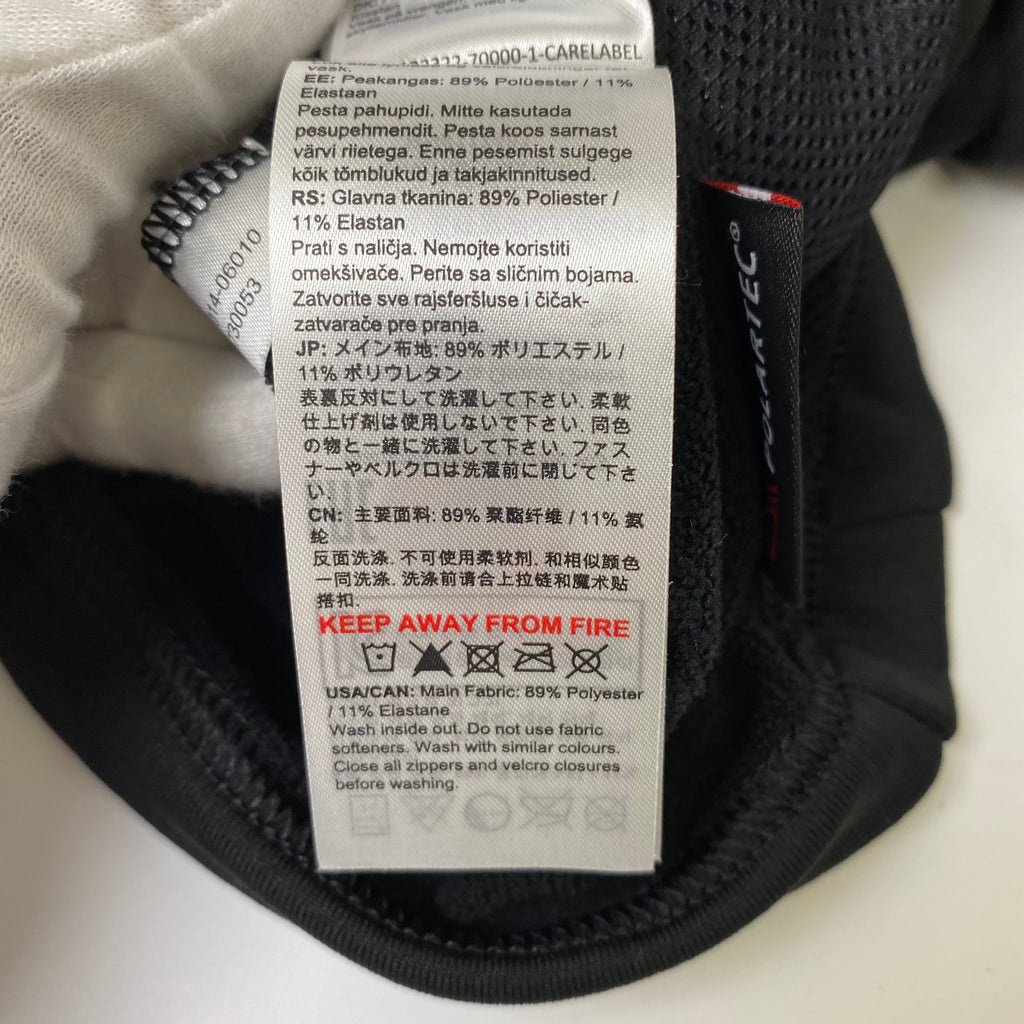 Elastan
70000-1-CARELABEL
vask.
EE: Peakangas: 89% Polüester / 11%
Elastaan
Pesta pahupidi. Mitte kasutada
pesupehmendit. Pesta koos sarnast
värvi riietega. Enne pesemist sulgege
kõik tõmblukud ja takjakinnitused.
RS: Glavna tkanina: 89% Poliester /
11% Elastan
Prati s naličja. Nemojte koristiti
omekšivače. Perite sa sličnim bojama.
Zatvorite sve rajsferšluse i čičak-
zatvarače pre pranja.
JP: メイン布地: 89% ポリエステル /
11% ポリウレタン
表裏反対にして洗濯して下さい. 柔軟
仕上げ剤は使用しないで下さい. 同色
の物と一緒に洗濯して下さい. ファス
ナーやベルクロは洗濯前に閉じて下さ
い.
CN: 主要面料: 89% 聚酯纤维 / 11% 氨
纶
反面洗涤. 不可使用柔软剂. 和相似颜色
一同洗涤. 洗涤前请合上拉链和魔术贴
搭扣.
KEEP AWAY FROM FIRE
USA/CAN: Main Fabric: 89% Polyester
/ 11% Elastane
Wash inside out. Do not use fabric
softeners. Wash with similar colours.
Close all zippers and velcro closures
before washing.
14-06010
30053
POLARTEC®